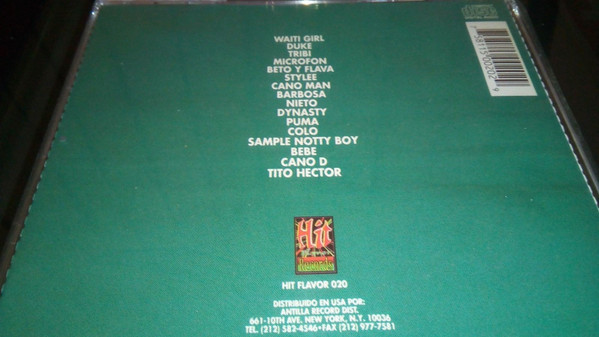 WAITI GIRL
DUKE
TRIBI
MICROFON
BETO Y FLAVA
STYLEE
CANO MAN
BARBOSA
NIETO
DYNASTY
PUMA
COLO
SAMPLE NOTTY BOY
BEBE
CANO D
TITO HECTOR
Hit
HIT FLAVOR 020
DISTRIBUIDO EN USA POR:
ANTILLA RECORD DIST.
661-10TH AVE. NEW YORK, N.Y. 10036
TEL. (212) 582-4546•FAX (212) 977-7581